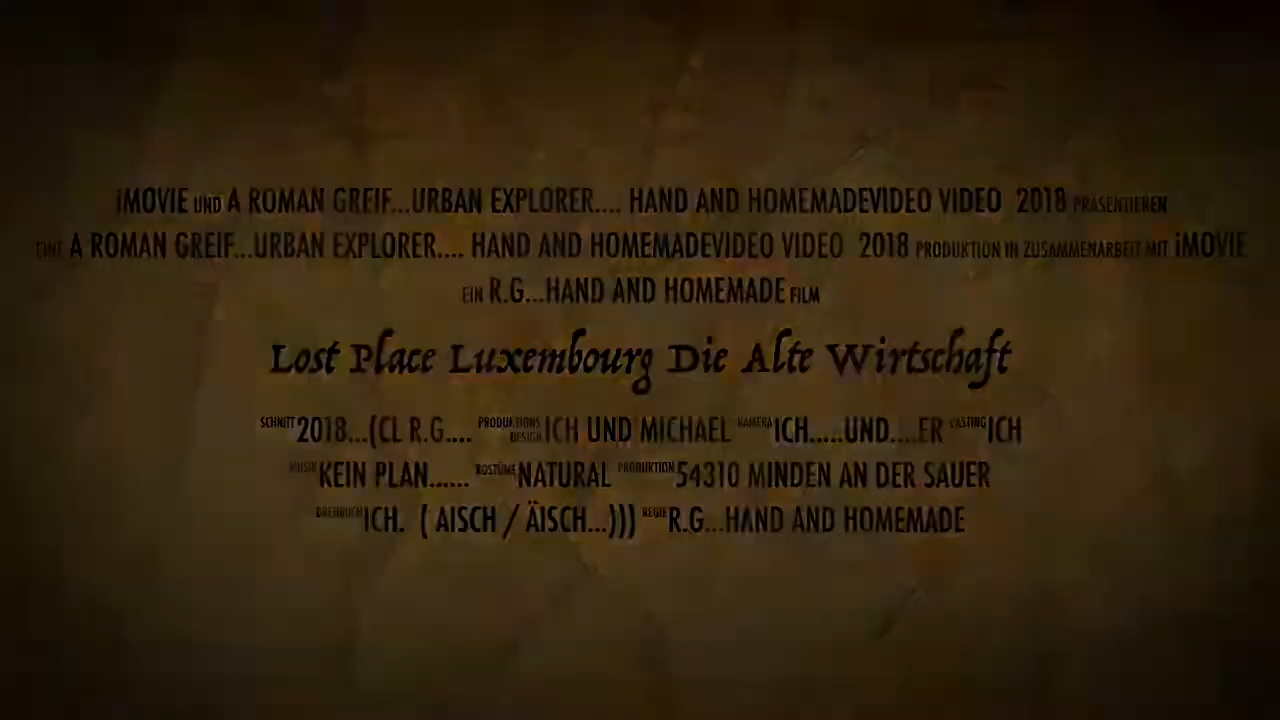 iMOVIE UND A ROMAN GREIF...URBAN EXPLORER.... HAND AND HOMEMADEVIDEO VIDEO 2018 PRÄSENTIEREN
EINE A ROMAN GREIF...URBAN EXPLORER.... HAND AND HOMEMADEVIDEO VIDEO 2018 PRODUKTION IN ZUSAMMENARBEIT MIT iMOVIE
EIN R.G...HAND AND HOMEMADE FILM
Lost Place Luxembourg Die Alte Wirtschaft
SCHNITT 2018...(CL R.G.... PRODUKTIONS DESIGN ICH UND MICHAEL KAMERA ICH.....UND....ER CASTING ICH
MUSIK KEIN PLAN...... KOSTÜME NATURAL PRODUKTION 54310 MINDEN AN DER SAUER
DREHBUCH ICH. ( AISCH / ÄISCH...))) REGIE R.G...HAND AND HOMEMADE